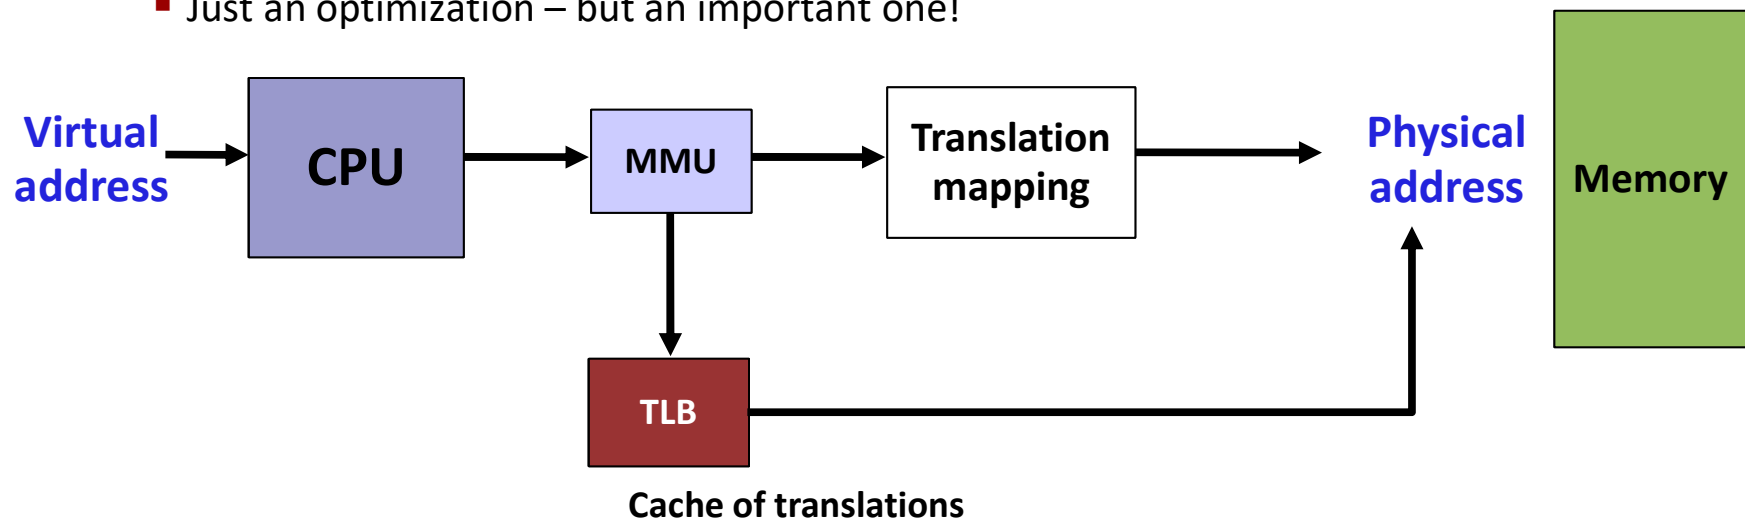 Just an optimization – but an important one!
Virtual
address
CPU
MMU
Translation
mapping
Physical
address
Memory
TLB
Cache of translations